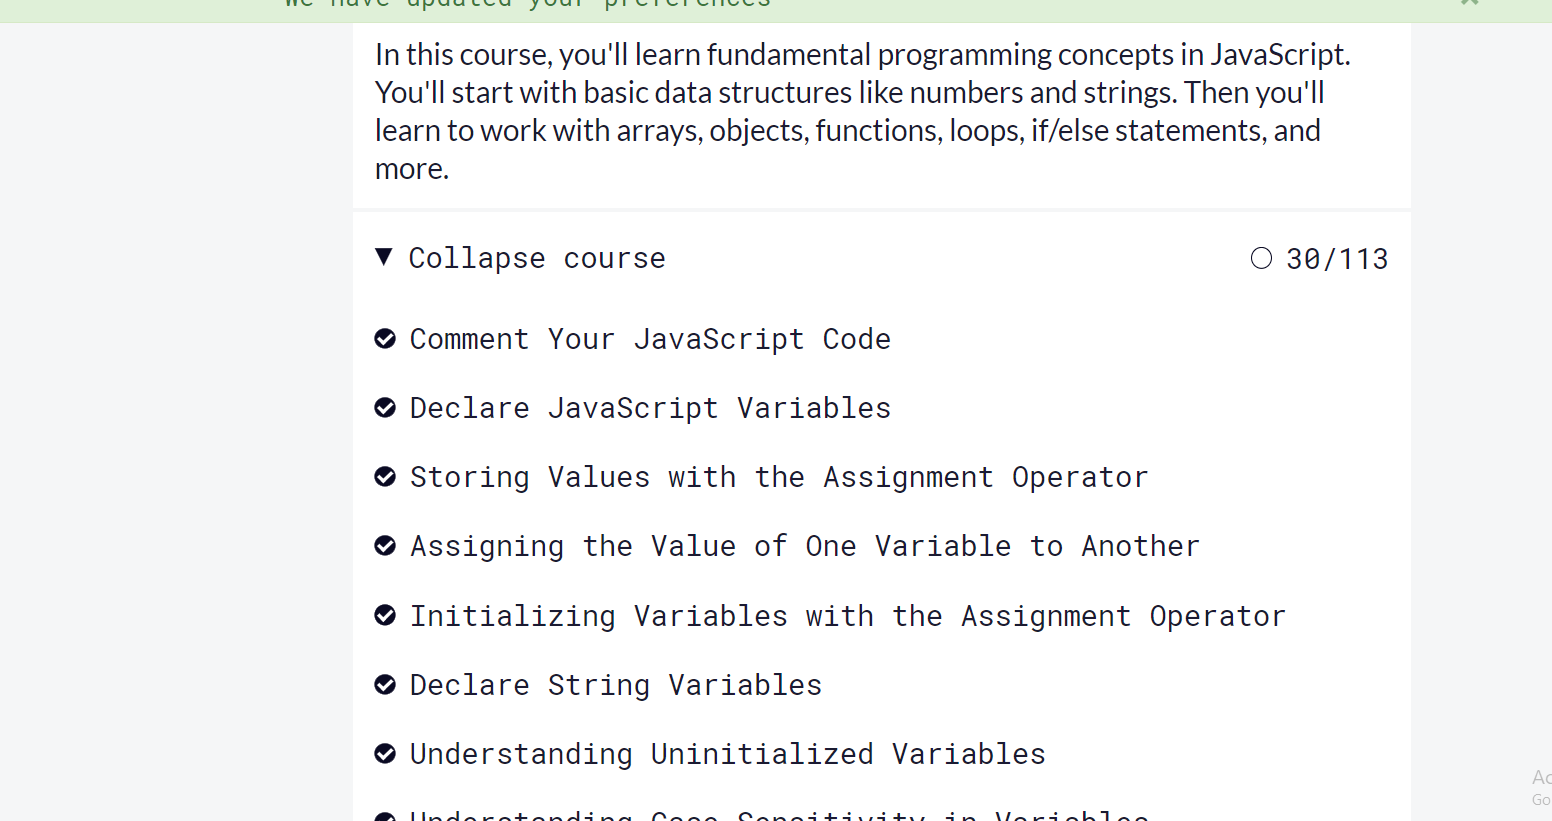 We have updated your preferences
In this course, you'll learn fundamental programming concepts in JavaScript.
You'll start with basic data structures like numbers and strings. Then you'll
learn to work with arrays, objects, functions, loops, if/else statements, and
more.
Collapse course 30/113
Comment Your JavaScript Code
Declare JavaScript Variables
Storing Values with the Assignment Operator
Assigning the Value of One Variable to Another
Initializing Variables with the Assignment Operator
Declare String Variables
Understanding Uninitialized Variables
Understanding Case Sensitivity in Variables
Ac
Go